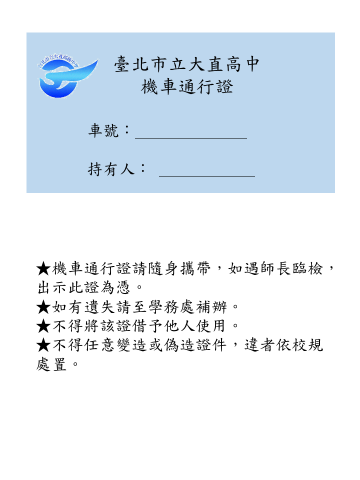 臺北市立大直高中
機車通行證
車號：
持有人：
★機車通行證請隨身攜帶，如遇師長臨檢，
出示此證為憑。
★如有遺失請至學務處補辦。
★不得將該證借予他人使用。
★不得任意變造或偽造證件，違者依校規
處置。